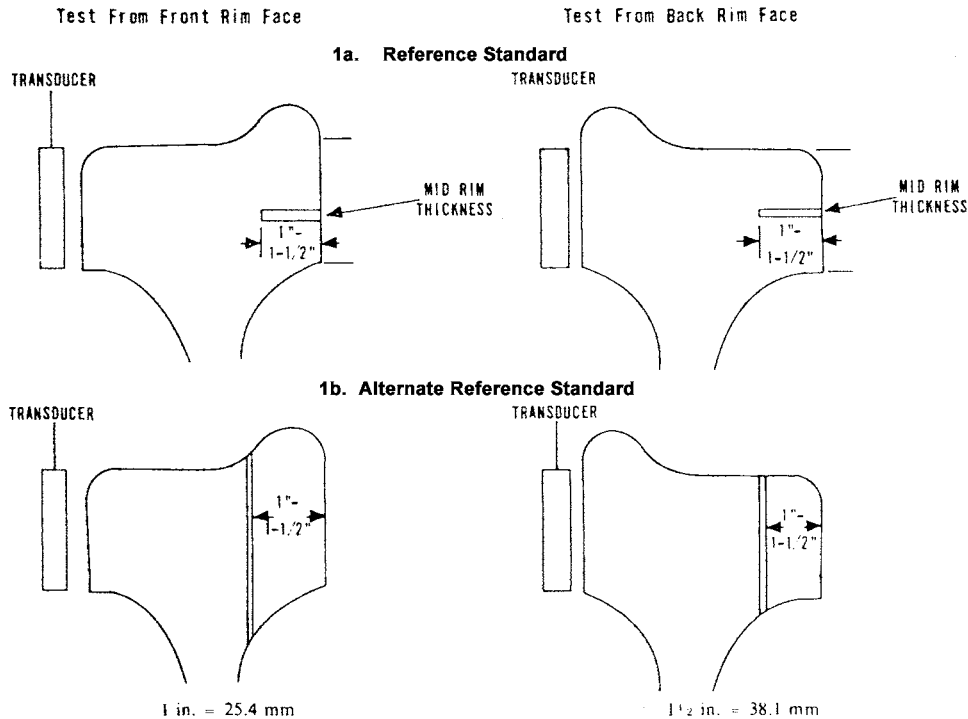 Test From Front Rim Face
Test From Back Rim Face
1a. Reference Standard
TRANSDUCER
TRANSDUCER
MID RIM
THICKNESS
1"-
1-1/2"
MID RIM
THICKNESS
1"-
1-1/2"
1b. Alternate Reference Standard
TRANSDUCER
TRANSDUCER
1"-
1-1/2"
1"-
1-1/2"
1 in. = 25.4 mm
1 1/2 in. = 38.1 mm